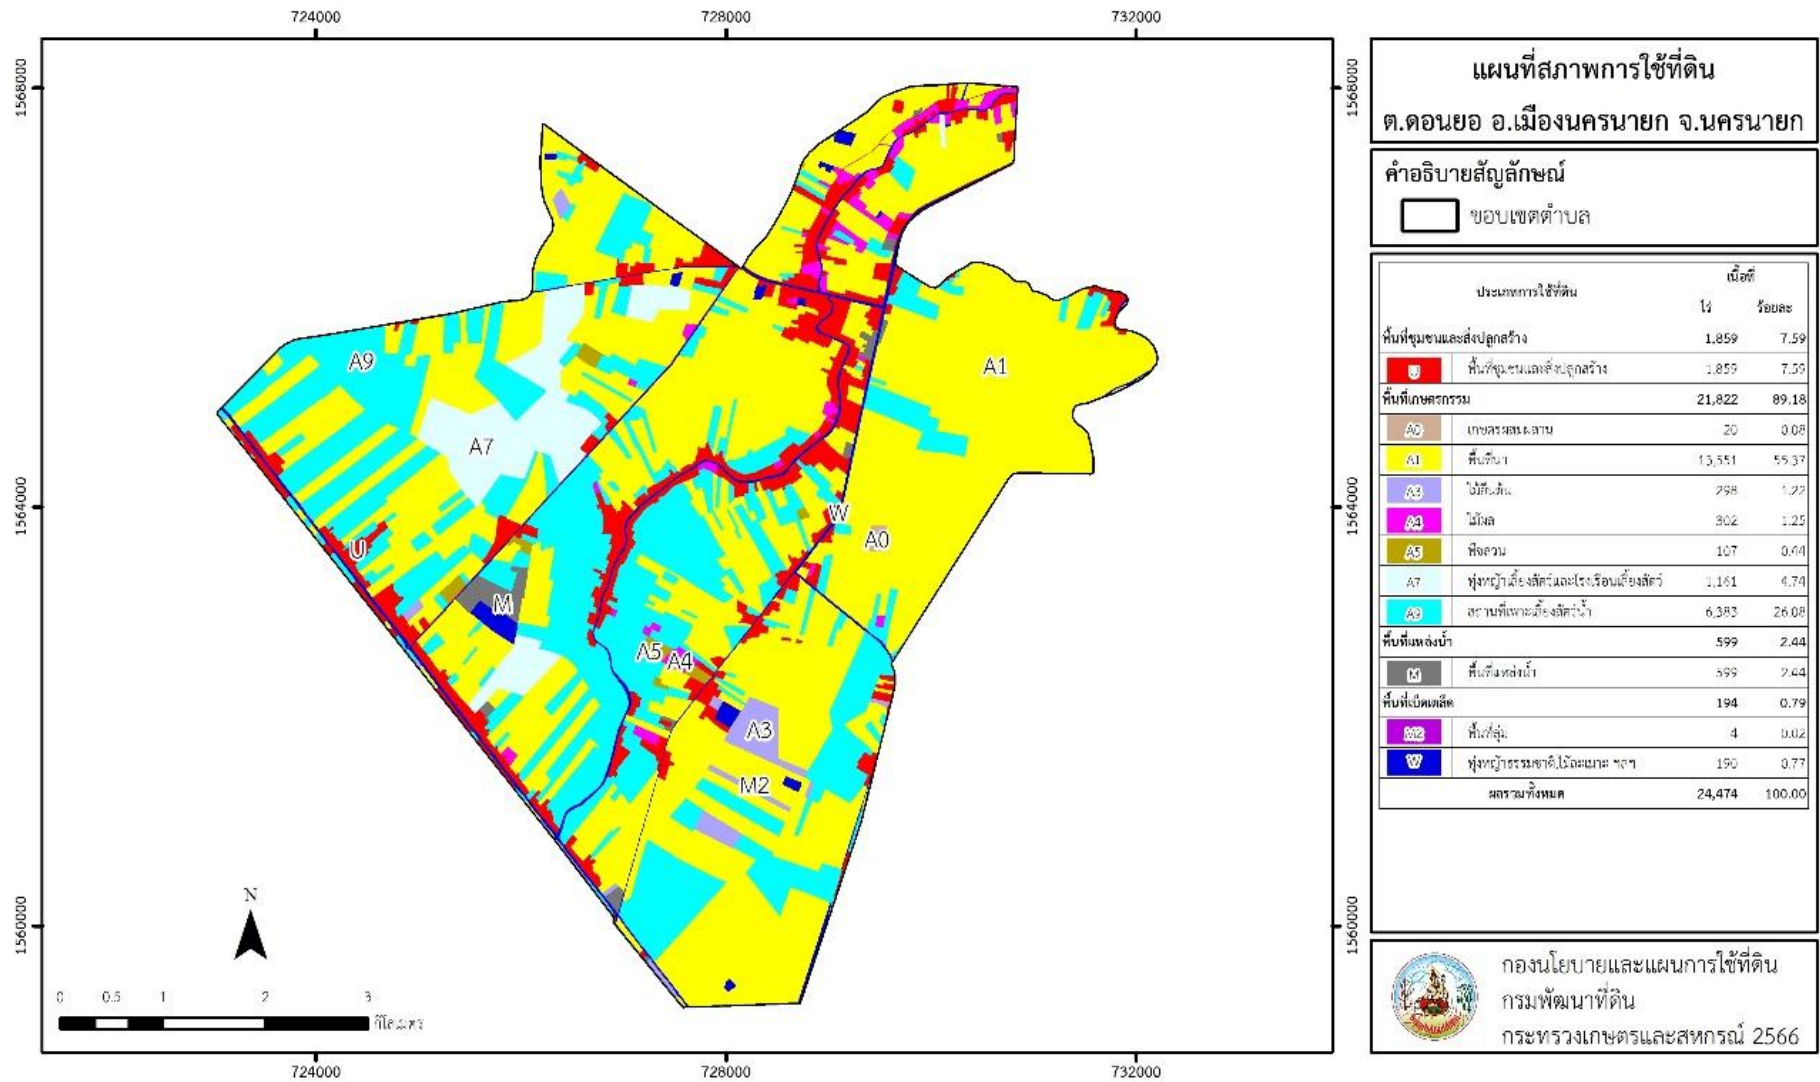 724000
728000
732000
1568000
1568000
1564000
1564000
1560000
1560000
A9
A7
A1
U
M
A5
A4
W
A0
A3
M2
N
0 0.5 1 2 3
กิโลเมตร
724000
728000
732000
แผนที่สภาพการใช้ที่ดิน
ต.ดอนยอ อ.เมืองนครนายก จ.นครนายก
คำอธิบายสัญลักษณ์
ขอบเขตตำบล
ประเภทการใช้ที่ดิน เนื้อที่
ไร่ ร้อยละ
พื้นที่ชุมชนและสิ่งปลูกสร้าง 1,859 7.59
U พื้นที่ชุมชนและสิ่งปลูกสร้าง 1,859 7.59
พื้นที่เกษตรกรรม 21,822 89.18
A0 เกษตรผสมผสาน 20 0.08
A1 พื้นที่นา 13,551 55.37
A3 ไม้ยืนต้น 298 1.22
A4 ไม้ผล 302 1.25
A5 พืชสวน 107 0.44
A7 ทุ่งหญ้าเลี้ยงสัตว์และโรงเรือนเลี้ยงสัตว์ 1,161 4.74
A9 สถานที่เพาะเลี้ยงสัตว์น้ำ 6,383 26.08
พื้นที่แหล่งน้ำ 599 2.44
M พื้นที่แหล่งน้ำ 599 2.44
พื้นที่เบ็ดเตล็ด 194 0.79
M2 พื้นที่ลุ่ม 4 0.02
W ทุ่งหญ้าธรรมชาติ,ไม้ละเมาะ ฯลฯ 190 0.77
ผลรวมทั้งหมด 24,474 100.00
กองนโยบายและแผนการใช้ที่ดิน
กรมพัฒนาที่ดิน
กระทรวงเกษตรและสหกรณ์ 2566